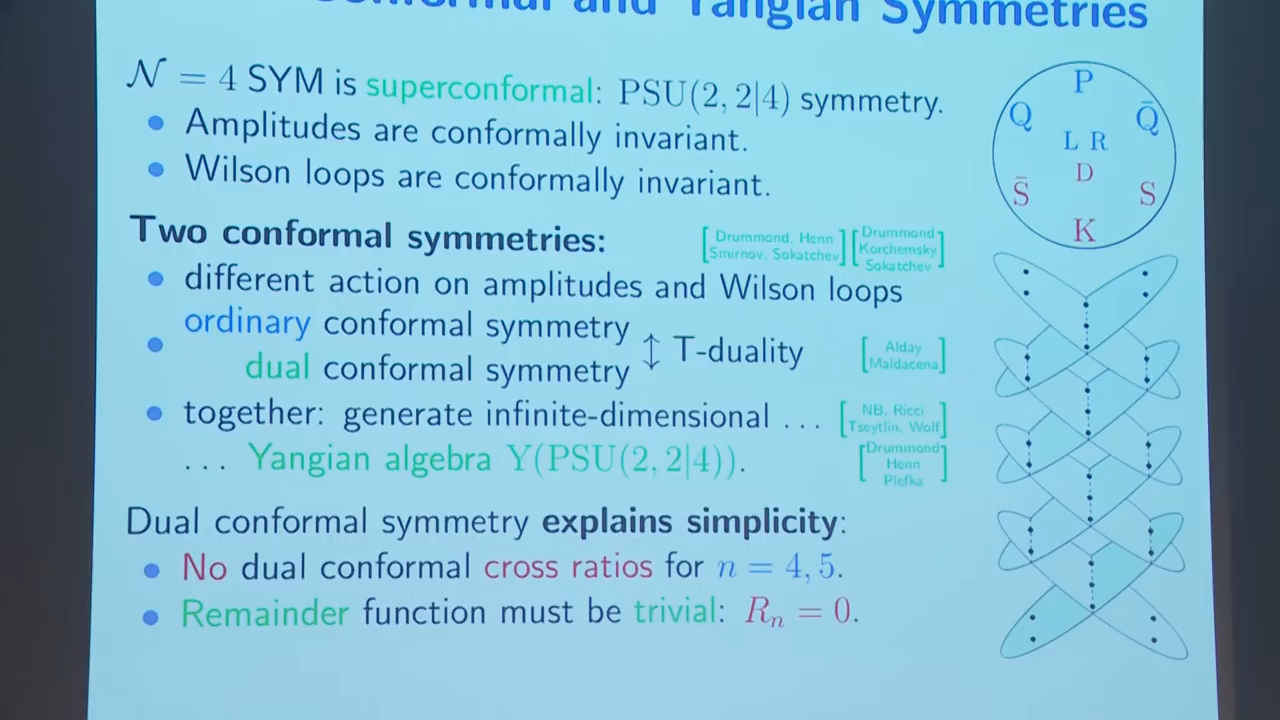 Conformal and Yangian Symmetries
𝒩 = 4 SYM is superconformal: PSU(2, 2|4) symmetry.
• Amplitudes are conformally invariant.
• Wilson loops are conformally invariant.
Two conformal symmetries:
[Drummond, Henn
Smirnov, Sokatchev]
[Drummond
Korchemsky
Sokatchev]
• different action on amplitudes and Wilson loops
• ordinary conformal symmetry
dual conformal symmetry
↕ T-duality
[Alday
Maldacena]
• together: generate infinite-dimensional ...
[NB, Ricci
Tseytlin, Wolf]
... Yangian algebra Y(PSU(2, 2|4)).
[Drummond
Henn
Plefka]
Dual conformal symmetry explains simplicity:
• No dual conformal cross ratios for n = 4, 5.
• Remainder function must be trivial: Rₙ = 0.
P
Q Q̄
L R
D
S̄ S
K